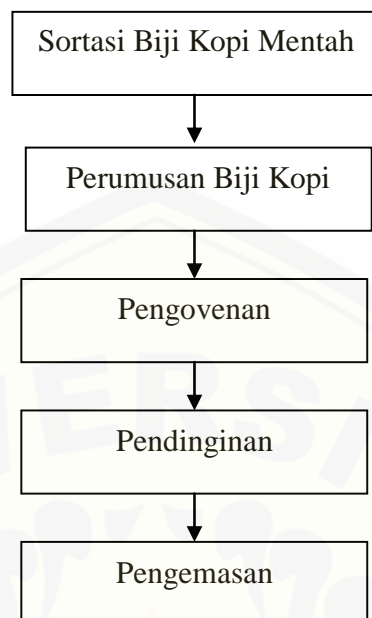 Sortasi Biji Kopi Mentah
Perumusan Biji Kopi
Pengovenan
Pendinginan
Pengemasan